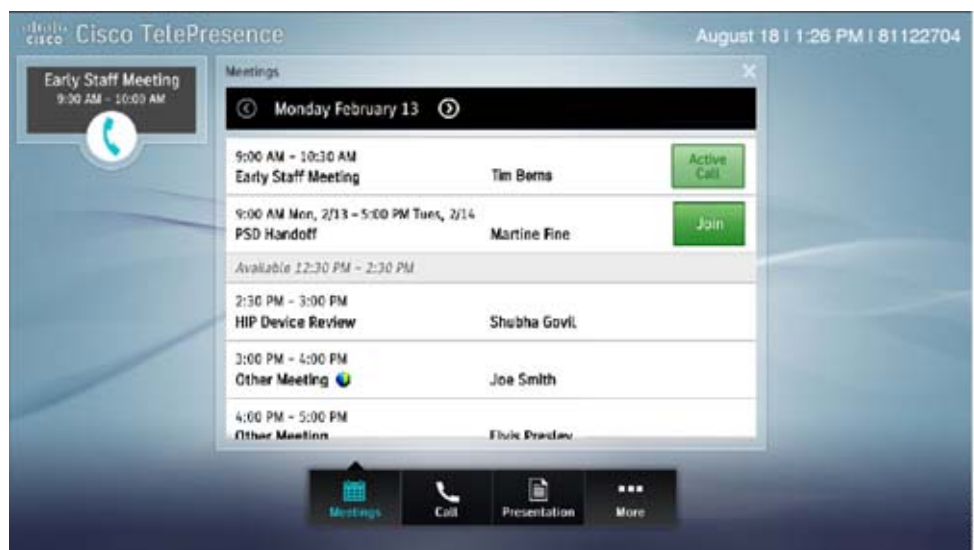 cisco Cisco TelePresence
August 18 | 1:26 PM | 81122704
Early Staff Meeting
9:00 AM - 10:00 AM
Meetings
Monday February 13
9:00 AM - 10:30 AM
Early Staff Meeting Tim Berns
Active
Call
9:00 AM Mon, 2/13 - 5:00 PM Tues, 2/14
PSD Handoff Martine Fine
Join
Available 12:30 PM - 2:30 PM
2:30 PM - 3:00 PM
HIP Device Review Shubha Govil
3:00 PM - 4:00 PM
Other Meeting Joe Smith
4:00 PM - 5:00 PM
Other Meeting Elvis Presley
Meetings Call Presentation More